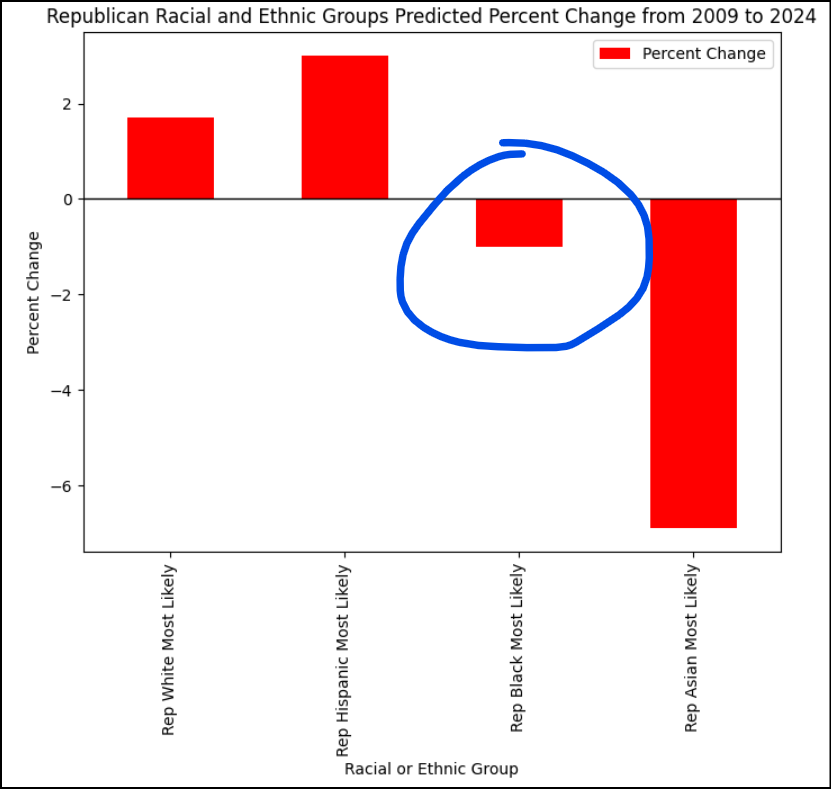 Republican Racial and Ethnic Groups Predicted Percent Change from 2009 to 2024
Percent Change
2
0
−2
−4
−6
Percent Change
Rep White Most Likely
Rep Hispanic Most Likely
Rep Black Most Likely
Rep Asian Most Likely
Racial or Ethnic Group